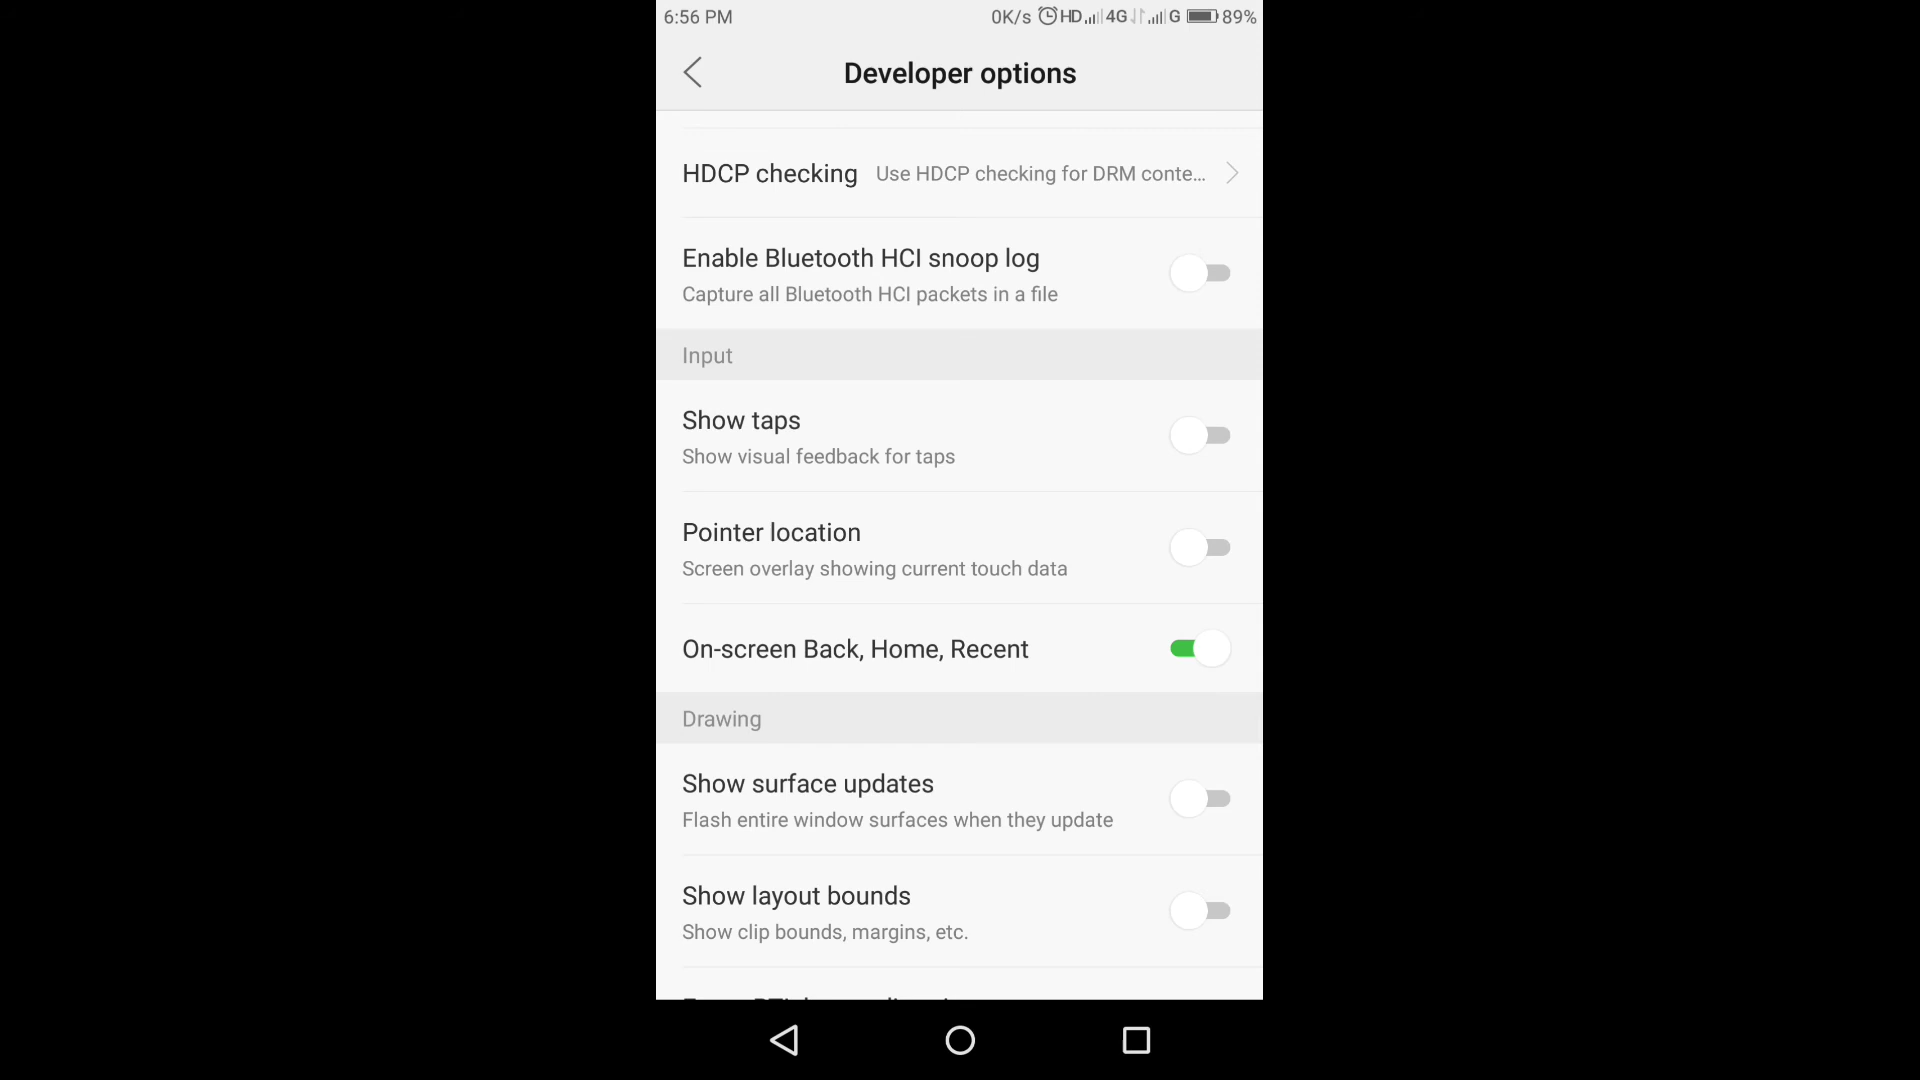 6:56 PM 0K/s HD 4G G 89%
Developer options
HDCP checking Use HDCP checking for DRM conte...
Enable Bluetooth HCI snoop log
Capture all Bluetooth HCI packets in a file
Input
Show taps
Show visual feedback for taps
Pointer location
Screen overlay showing current touch data
On-screen Back, Home, Recent
Drawing
Show surface updates
Flash entire window surfaces when they update
Show layout bounds
Show clip bounds, margins, etc.